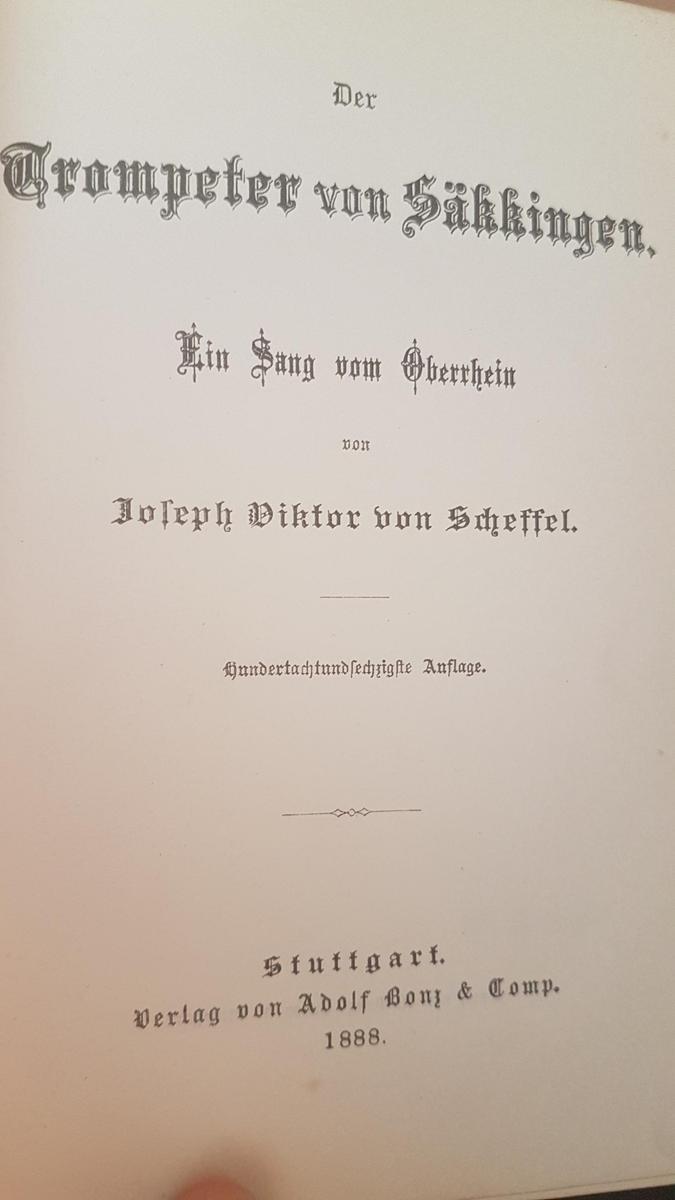 Der
Trompeter von Säkkingen.
Ein Sang vom Oberrhein
von
Joſeph Viktor von Scheffel.
Hundertachtundſechzigſte Auflage.
Stuttgart.
Verlag von Adolf Bonz & Comp.
1888.